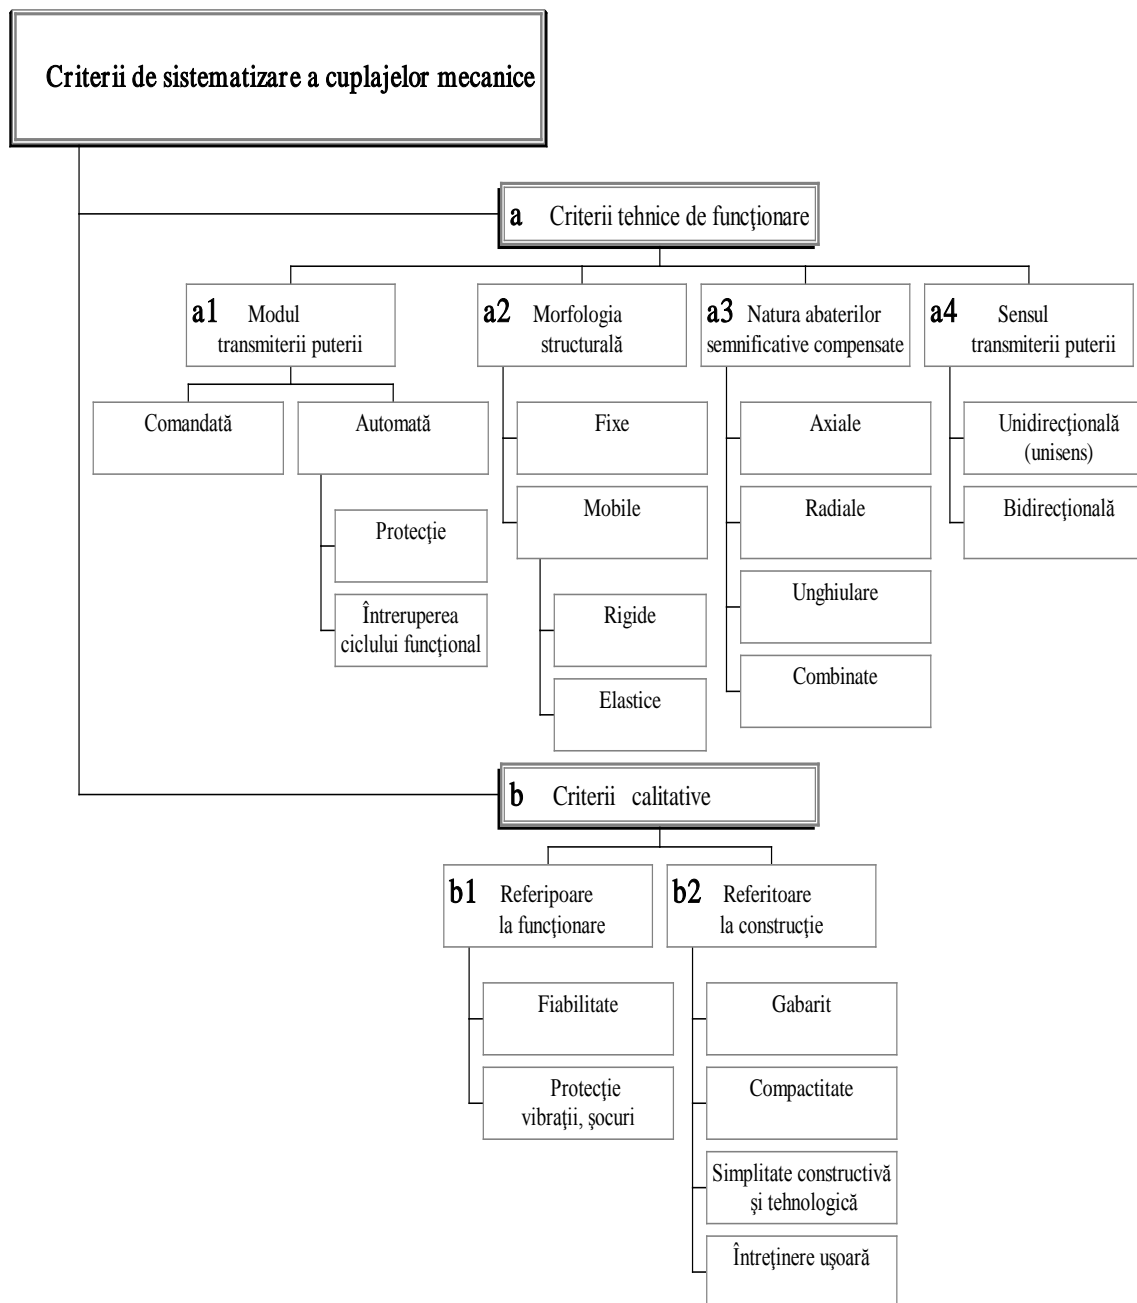 Criterii de sistematizare a cuplajelor mecanice
a Criterii tehnice de funcţionare
a1 Modul
transmiterii puterii
a2 Morfologia
structurală
a3 Natura abaterilor
semnificative compensate
a4 Sensul
transmiterii puterii
Comandată
Automată
Protecţie
Întreruperea
ciclului funcţional
Fixe
Mobile
Rigide
Elastice
Axiale
Radiale
Unghiulare
Combinate
Unidirecţională
(unisens)
Bidirecţională
b Criterii calitative
b1 Referipoare
la funcţionare
b2 Referitoare
la construcţie
Fiabilitate
Protecţie
vibraţii, şocuri
Gabarit
Compactitate
Simplitate constructivă
şi tehnologică
Întreţinere uşoară